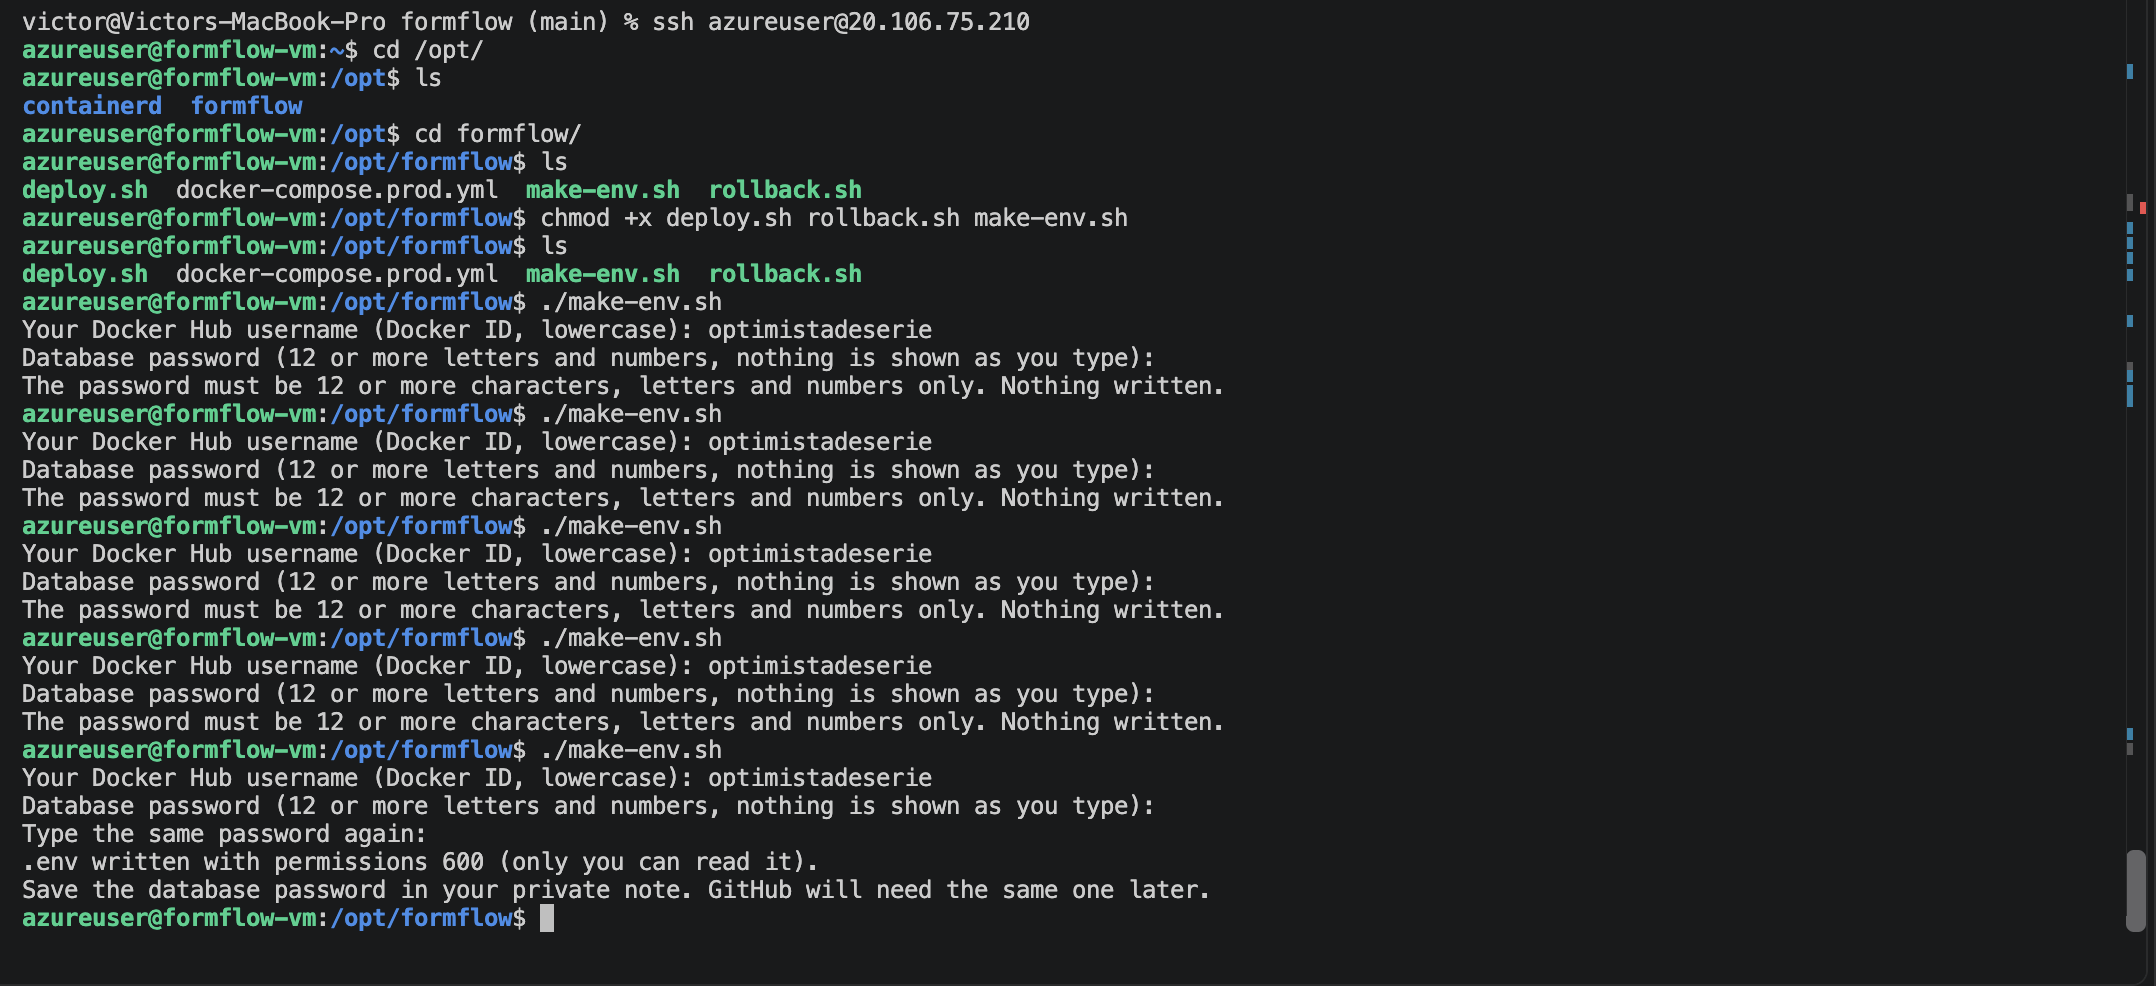 victor@Victors-MacBook-Pro formflow (main) % ssh azureuser@20.106.75.210
azureuser@formflow-vm:~$ cd /opt/
azureuser@formflow-vm:/opt$ ls
containerd  formflow
azureuser@formflow-vm:/opt$ cd formflow/
azureuser@formflow-vm:/opt/formflow$ ls
deploy.sh  docker-compose.prod.yml  make-env.sh  rollback.sh
azureuser@formflow-vm:/opt/formflow$ chmod +x deploy.sh rollback.sh make-env.sh
azureuser@formflow-vm:/opt/formflow$ ls
deploy.sh  docker-compose.prod.yml  make-env.sh  rollback.sh
azureuser@formflow-vm:/opt/formflow$ ./make-env.sh
Your Docker Hub username (Docker ID, lowercase): optimistadeserie
Database password (12 or more letters and numbers, nothing is shown as you type):
The password must be 12 or more characters, letters and numbers only. Nothing written.
azureuser@formflow-vm:/opt/formflow$ ./make-env.sh
Your Docker Hub username (Docker ID, lowercase): optimistadeserie
Database password (12 or more letters and numbers, nothing is shown as you type):
The password must be 12 or more characters, letters and numbers only. Nothing written.
azureuser@formflow-vm:/opt/formflow$ ./make-env.sh
Your Docker Hub username (Docker ID, lowercase): optimistadeserie
Database password (12 or more letters and numbers, nothing is shown as you type):
The password must be 12 or more characters, letters and numbers only. Nothing written.
azureuser@formflow-vm:/opt/formflow$ ./make-env.sh
Your Docker Hub username (Docker ID, lowercase): optimistadeserie
Database password (12 or more letters and numbers, nothing is shown as you type):
The password must be 12 or more characters, letters and numbers only. Nothing written.
azureuser@formflow-vm:/opt/formflow$ ./make-env.sh
Your Docker Hub username (Docker ID, lowercase): optimistadeserie
Database password (12 or more letters and numbers, nothing is shown as you type):
Type the same password again:
.env written with permissions 600 (only you can read it).
Save the database password in your private note. GitHub will need the same one later.
azureuser@formflow-vm:/opt/formflow$